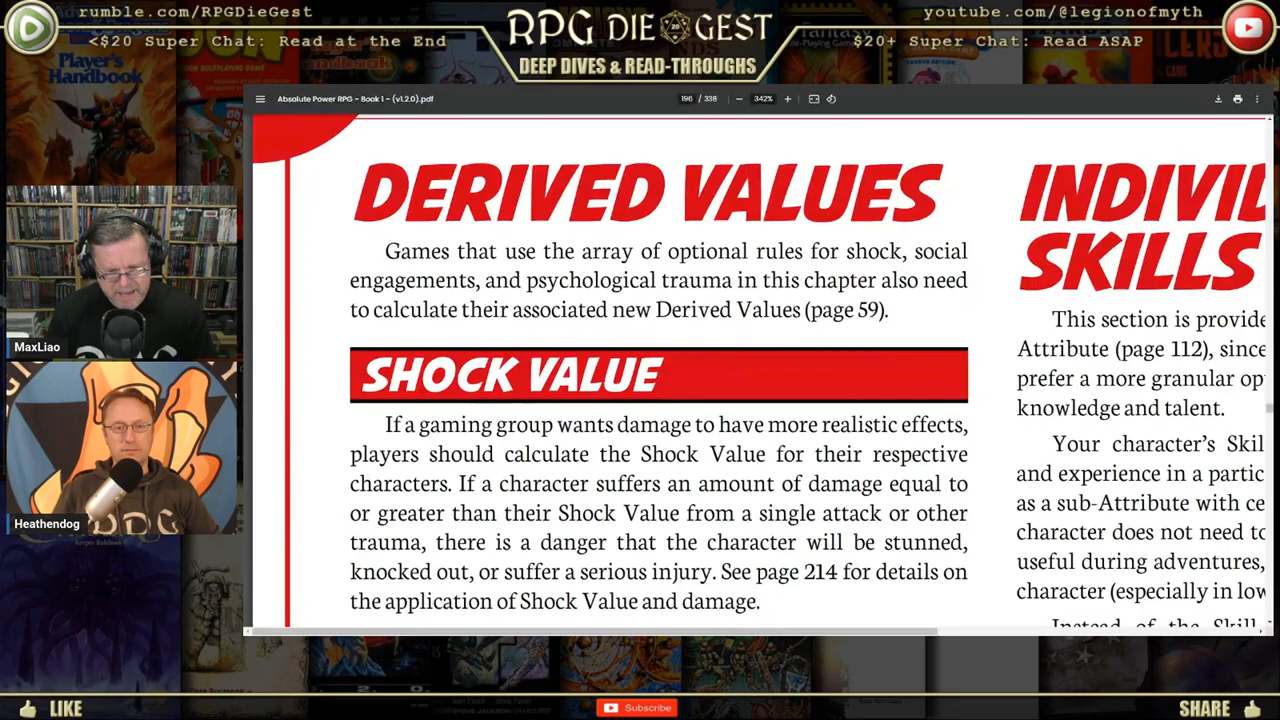 rumble.com/RPGDieGest
<$20 Super Chat: Read at the End
RPG DIE GEST
20
DEEP DIVES & READ-THROUGHS
youtube.com/@legionofmyth
$20+ Super Chat: Read ASAP
Player's
Handbook
Absolute Power RPG - Book 1 - (v1.2.0).pdf
196 / 338
342%
DERIVED VALUES
Games that use the array of optional rules for shock, social
engagements, and psychological trauma in this chapter also need
to calculate their associated new Derived Values (page 59).
SHOCK VALUE
If a gaming group wants damage to have more realistic effects,
players should calculate the Shock Value for their respective
characters. If a character suffers an amount of damage equal to
or greater than their Shock Value from a single attack or other
trauma, there is a danger that the character will be stunned,
knocked out, or suffer a serious injury. See page 214 for details on
the application of Shock Value and damage.
INDIVI
SKILLS
This section is provide
Attribute (page 112), since
prefer a more granular op
knowledge and talent.
Your character's Skil
and experience in a partic
as a sub-Attribute with ce
character does not need to
useful during adventures,
character (especially in low
Instead of the Skill
MaxLiao
Heathendog
LIKE
Subscribe
SHARE